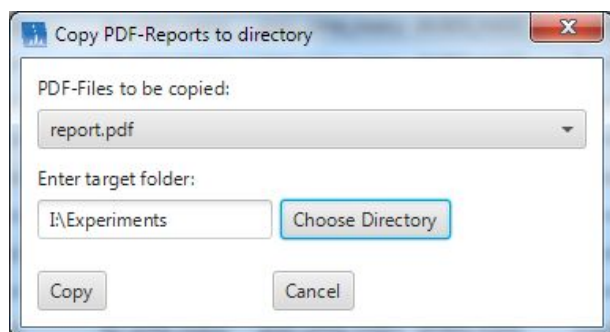 Copy PDF-Reports to directory
PDF-Files to be copied:
report.pdf
Enter target folder:
I:\Experiments Choose Directory
Copy Cancel